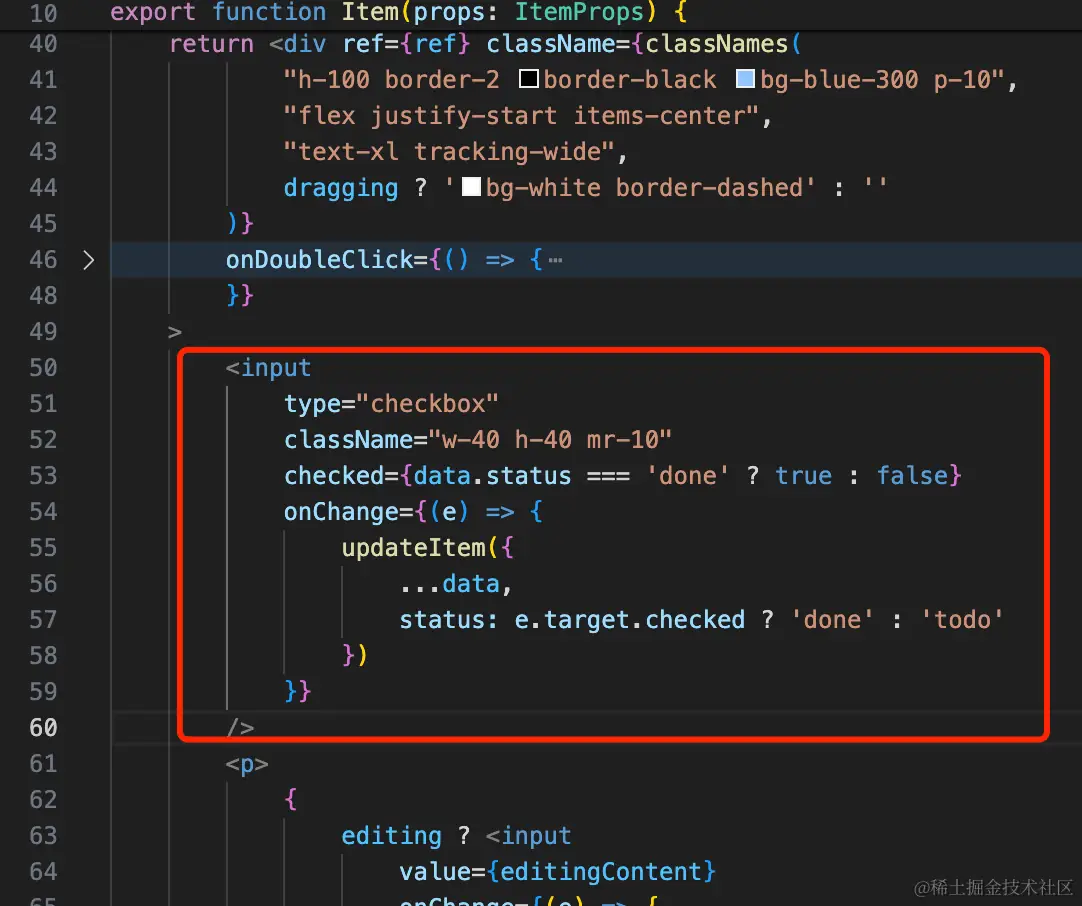 10 export function Item(props: ItemProps) {
40 return <div ref={ref} className={classNames(
41 "h-100 border-2 border-black bg-blue-300 p-10",
42 "flex justify-start items-center",
43 "text-xl tracking-wide",
44 dragging ? 'bg-white border-dashed' : ''
45 )}
46 onDoubleClick={() => { ⋯
48 }}
49 >
50 <input
51 type="checkbox"
52 className="w-40 h-40 mr-10"
53 checked={data.status === 'done' ? true : false}
54 onChange={(e) => {
55 updateItem({
56 ...data,
57 status: e.target.checked ? 'done' : 'todo'
58 })
59 }}
60 />
61 <p>
62 {
63 editing ? <input
64 value={editingContent}
65 onChange={(e) => {
@稀土掘金技术社区